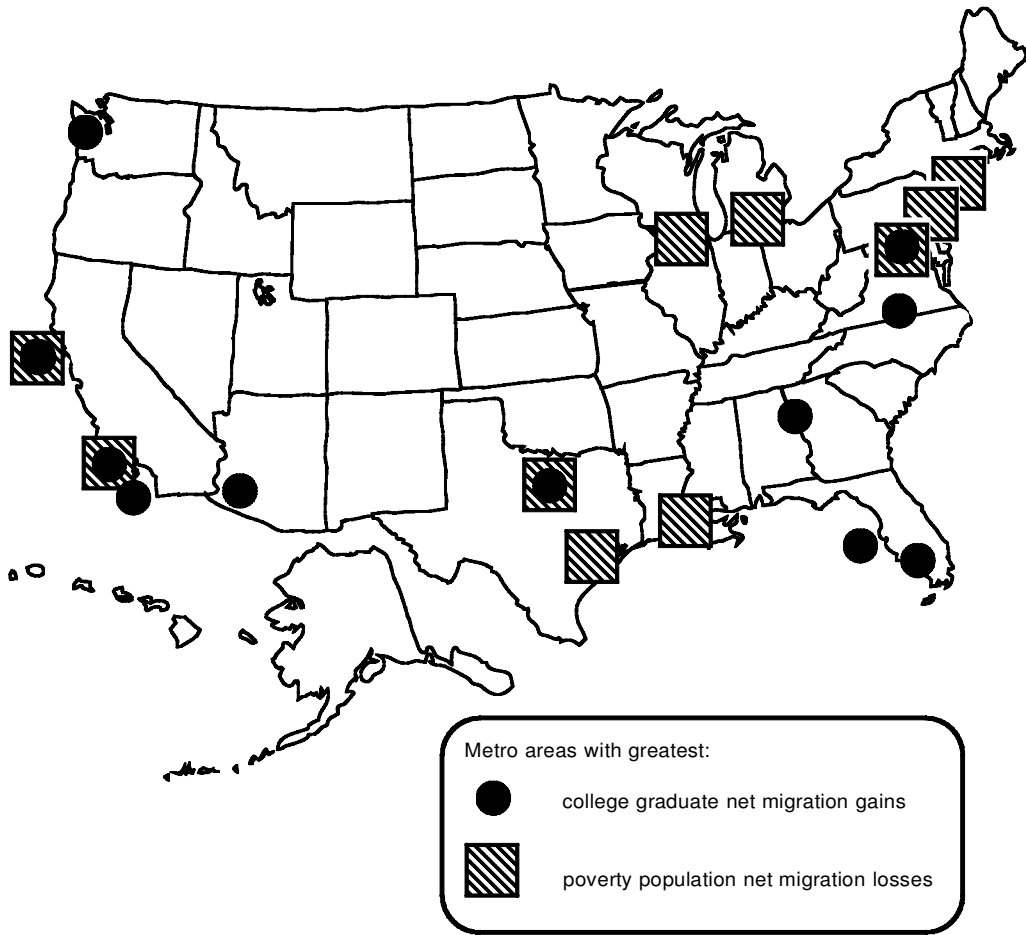 Metro areas with greatest:
college graduate net migration gains
poverty population net migration losses